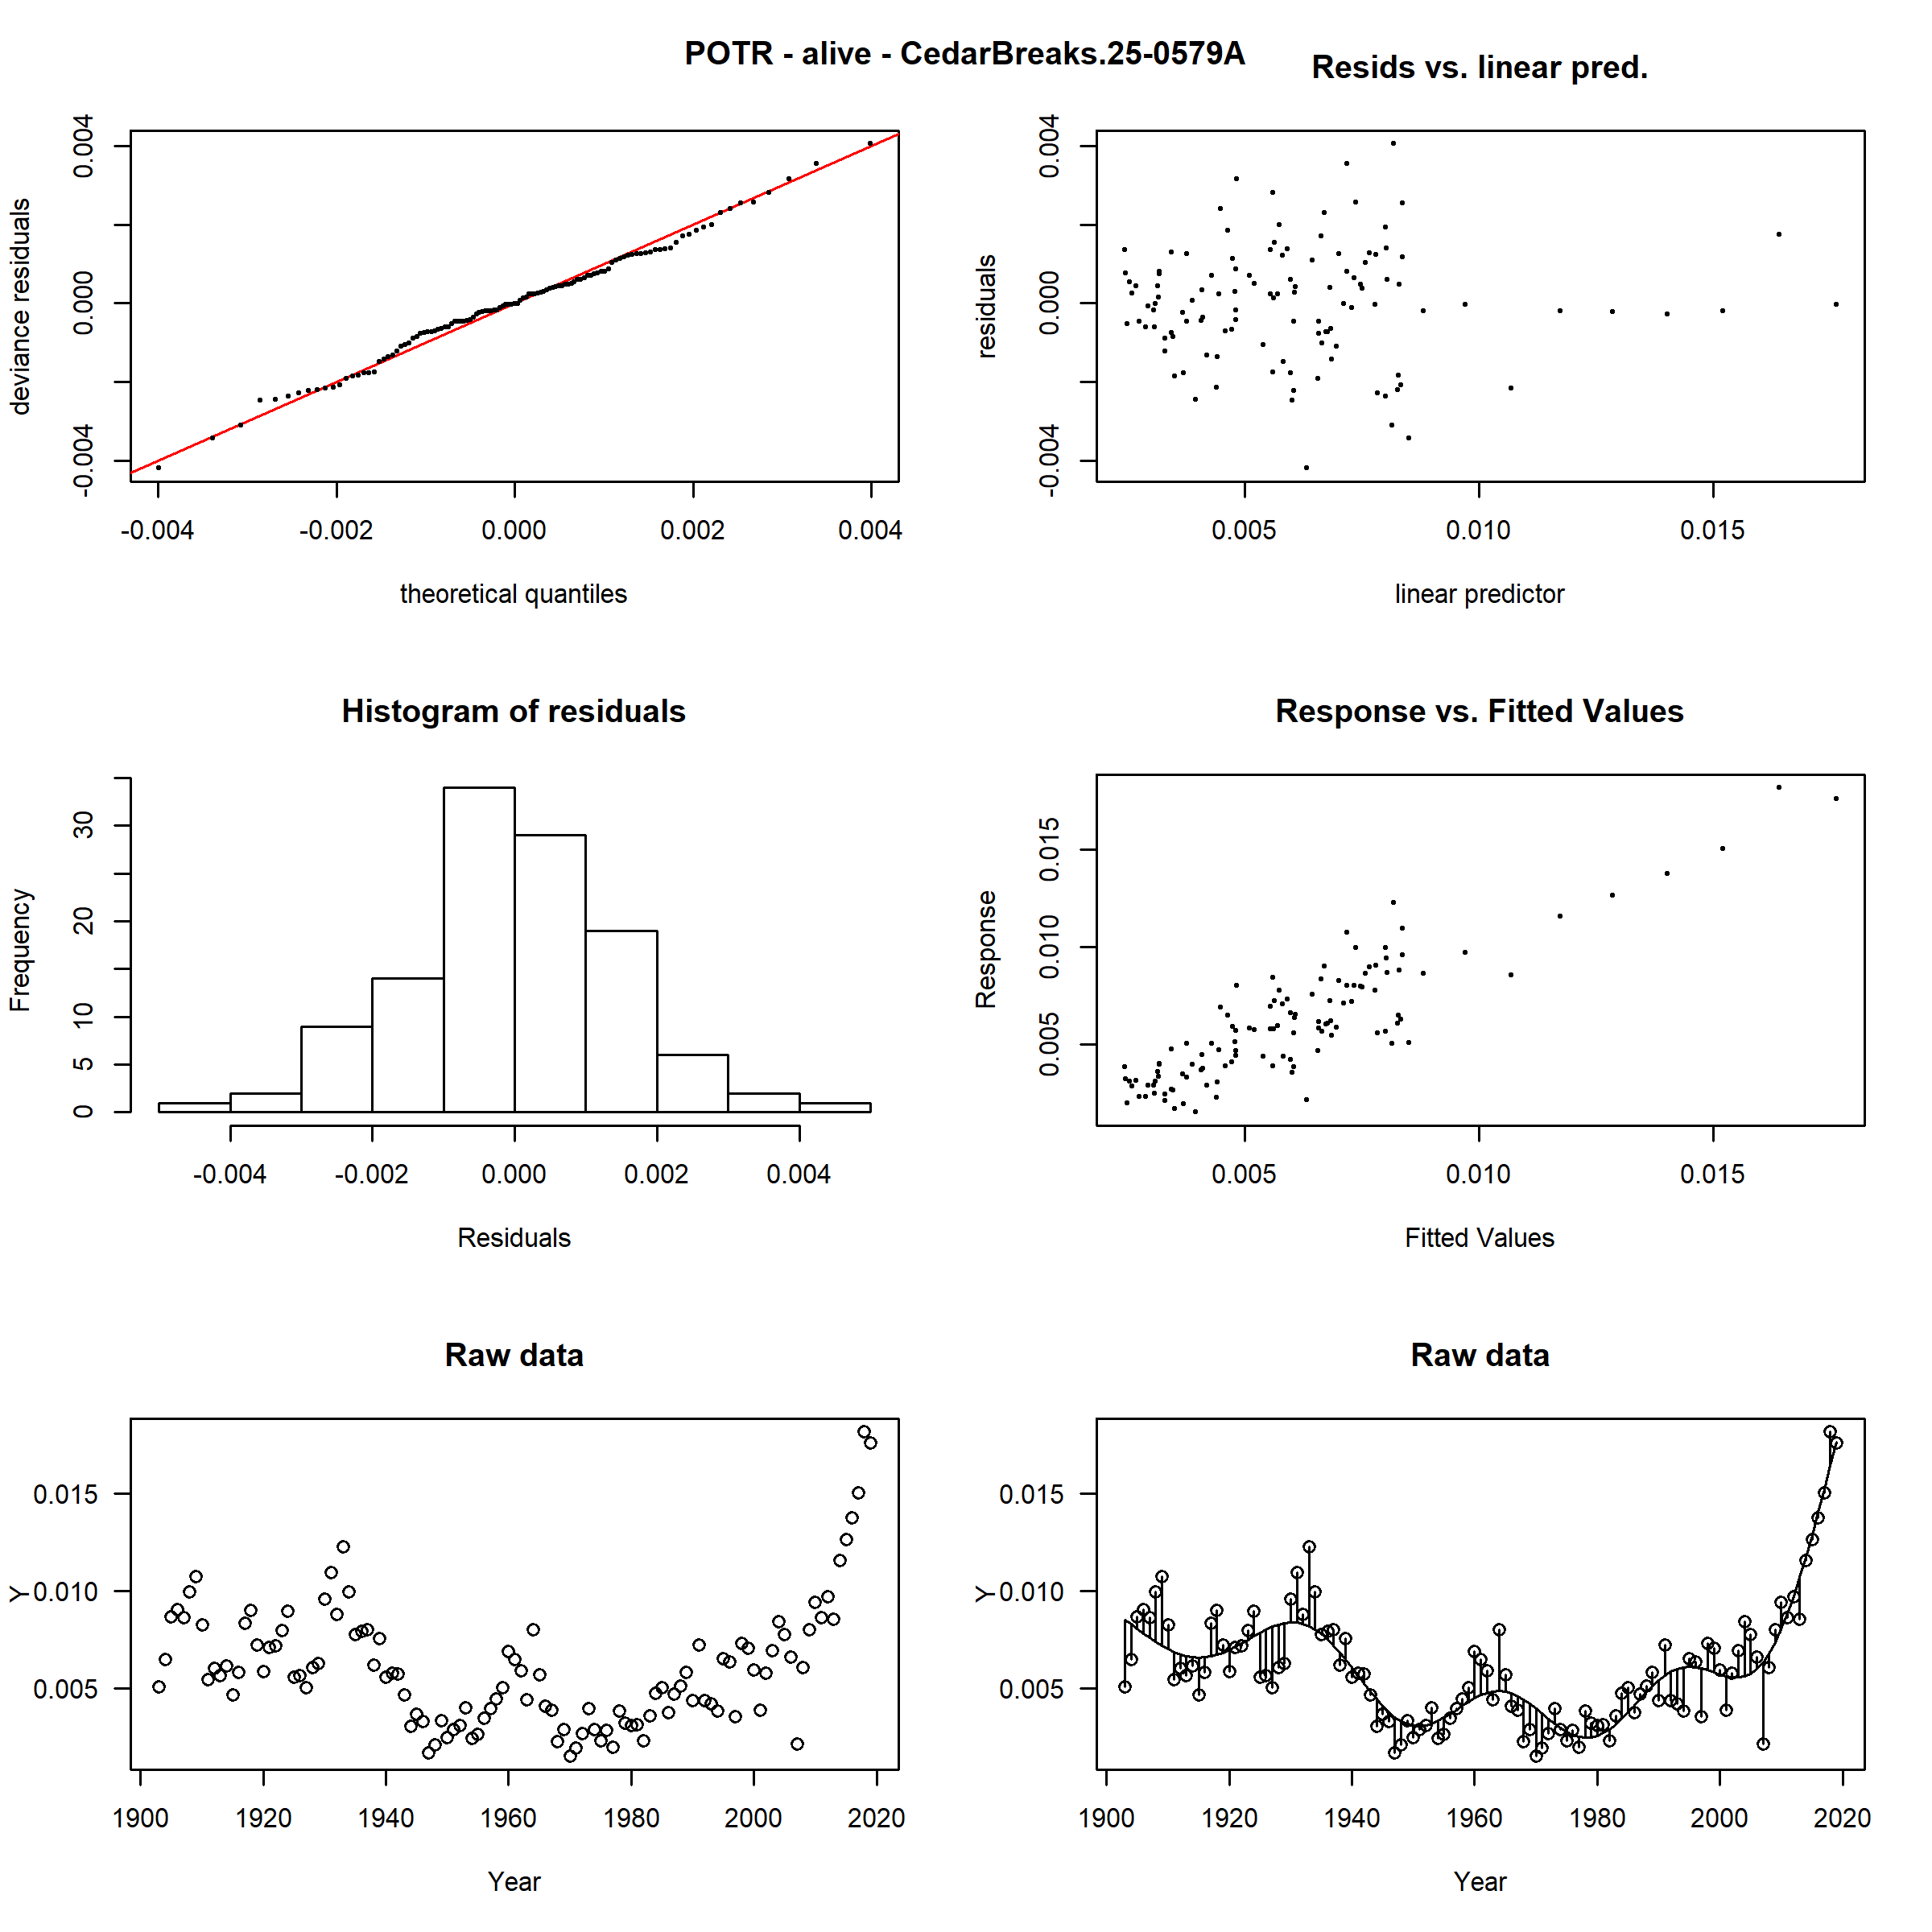 POTR - alive - CedarBreaks.25-0579A
Resids vs. linear pred.
deviance residuals
-0.004 0.000 0.004
-0.004 -0.002 0.000 0.002 0.004
theoretical quantiles
residuals
-0.004 0.000 0.004
0.005 0.010 0.015
linear predictor
Histogram of residuals
Frequency
0 5 10 20 30
-0.004 -0.002 0.000 0.002 0.004
Residuals
Response vs. Fitted Values
Response
0.005 0.010 0.015
0.005 0.010 0.015
Fitted Values
Raw data
Y
0.015
0.010
0.005
1900 1920 1940 1960 1980 2000 2020
Year
Raw data
Y
0.015
0.010
0.005
1900 1920 1940 1960 1980 2000 2020
Year